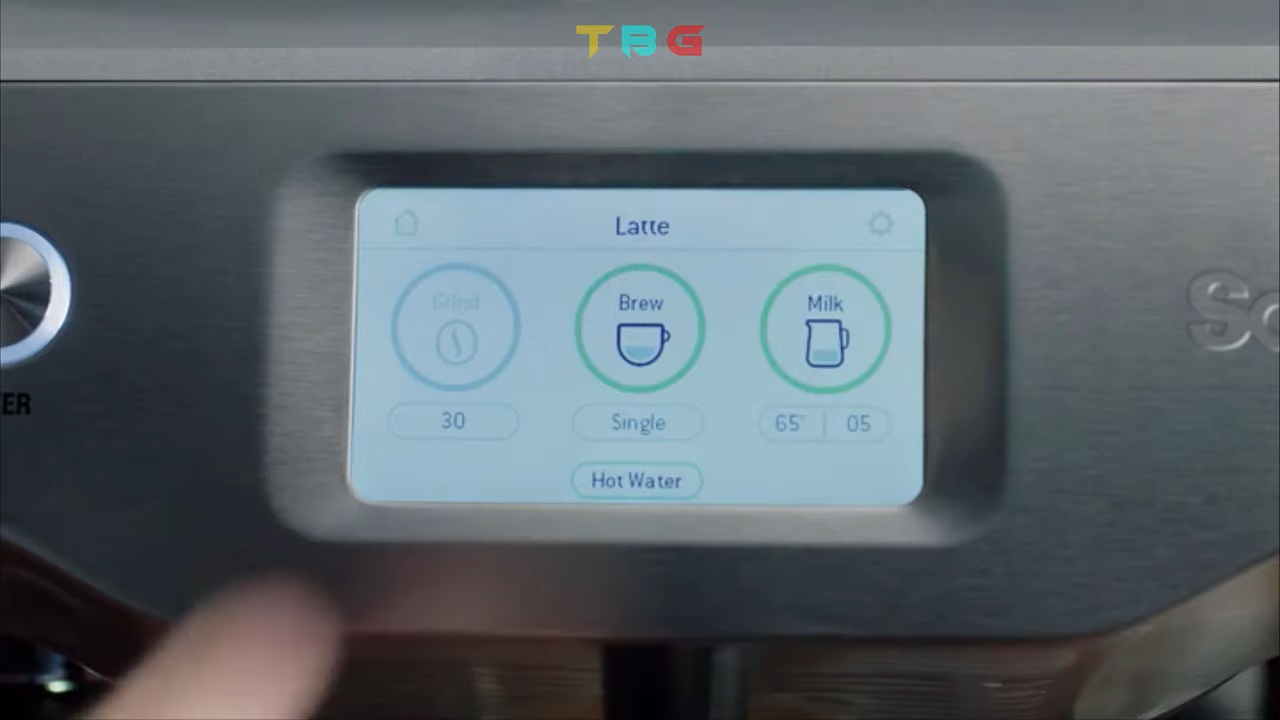 TBG
Latte
Grind
Brew
Milk
30
Single
65° | 05
Hot Water
ER